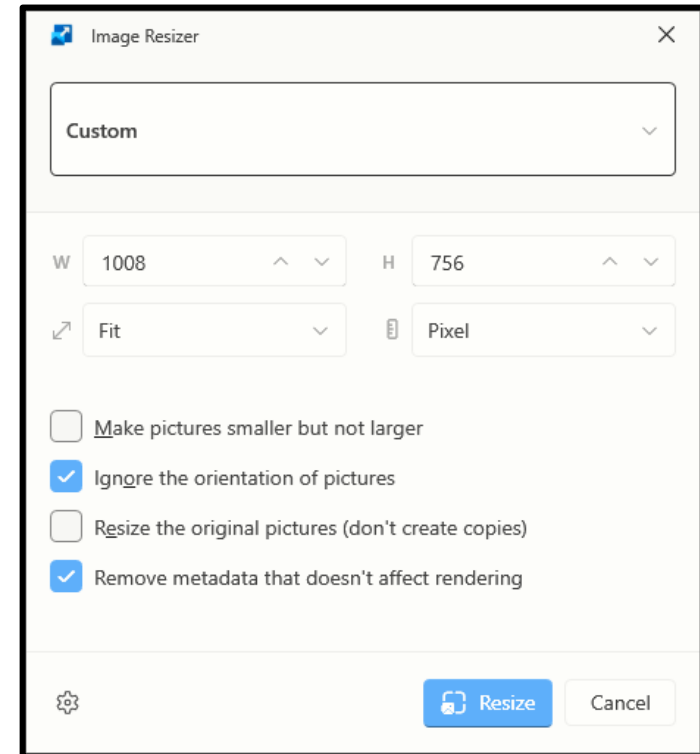 Image Resizer
Custom
W 1008 H 756
Fit Pixel
Make pictures smaller but not larger
Ignore the orientation of pictures
Resize the original pictures (don't create copies)
Remove metadata that doesn't affect rendering
Resize Cancel